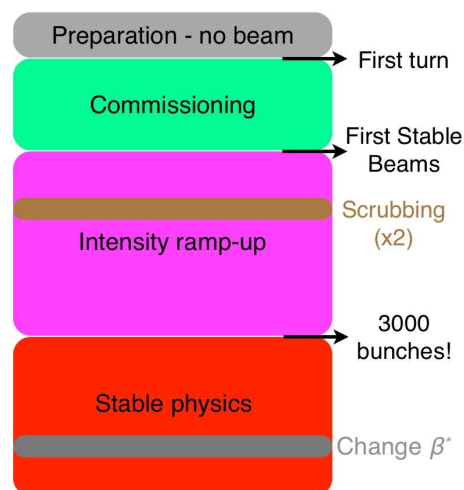 Preparation - no beam
First turn
Commissioning
First Stable
Beams
Scrubbing
(x2)
Intensity ramp-up
3000
bunches!
Stable physics
Change β*